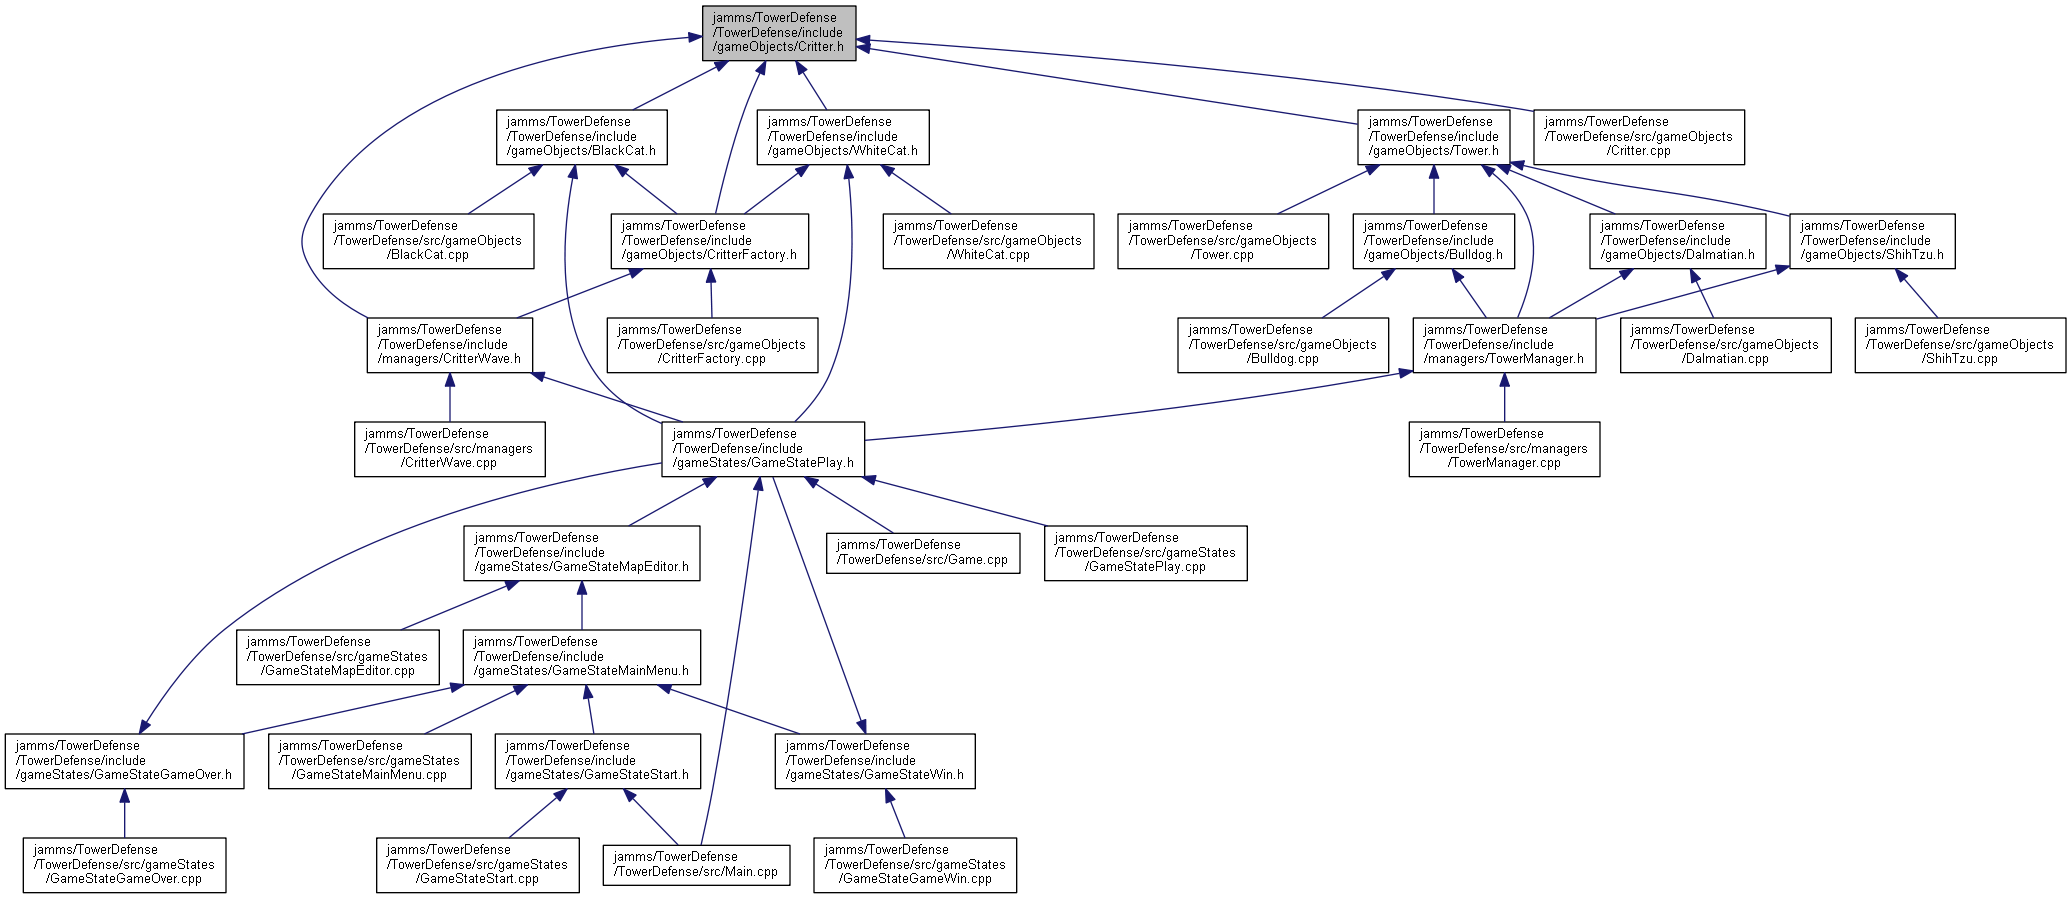 jamms/TowerDefense
/TowerDefense/include
/gameObjects/Critter.h
jamms/TowerDefense
/TowerDefense/include
/gameObjects/BlackCat.h
jamms/TowerDefense
/TowerDefense/include
/gameObjects/WhiteCat.h
jamms/TowerDefense
/TowerDefense/include
/gameObjects/Tower.h
jamms/TowerDefense
/TowerDefense/src/gameObjects
/Critter.cpp
jamms/TowerDefense
/TowerDefense/src/gameObjects
/BlackCat.cpp
jamms/TowerDefense
/TowerDefense/include
/gameObjects/CritterFactory.h
jamms/TowerDefense
/TowerDefense/src/gameObjects
/WhiteCat.cpp
jamms/TowerDefense
/TowerDefense/src/gameObjects
/Tower.cpp
jamms/TowerDefense
/TowerDefense/include
/gameObjects/Bulldog.h
jamms/TowerDefense
/TowerDefense/include
/gameObjects/Dalmatian.h
jamms/TowerDefense
/TowerDefense/include
/gameObjects/ShihTzu.h
jamms/TowerDefense
/TowerDefense/include
/managers/CritterWave.h
jamms/TowerDefense
/TowerDefense/src/gameObjects
/CritterFactory.cpp
jamms/TowerDefense
/TowerDefense/src/gameObjects
/Bulldog.cpp
jamms/TowerDefense
/TowerDefense/include
/managers/TowerManager.h
jamms/TowerDefense
/TowerDefense/src/gameObjects
/Dalmatian.cpp
jamms/TowerDefense
/TowerDefense/src/gameObjects
/ShihTzu.cpp
jamms/TowerDefense
/TowerDefense/src/managers
/CritterWave.cpp
jamms/TowerDefense
/TowerDefense/include
/gameStates/GameStatePlay.h
jamms/TowerDefense
/TowerDefense/src/managers
/TowerManager.cpp
jamms/TowerDefense
/TowerDefense/include
/gameStates/GameStateMapEditor.h
jamms/TowerDefense
/TowerDefense/src/Game.cpp
jamms/TowerDefense
/TowerDefense/src/gameStates
/GameStatePlay.cpp
jamms/TowerDefense
/TowerDefense/src/gameStates
/GameStateMapEditor.cpp
jamms/TowerDefense
/TowerDefense/include
/gameStates/GameStateMainMenu.h
jamms/TowerDefense
/TowerDefense/include
/gameStates/GameStateGameOver.h
jamms/TowerDefense
/TowerDefense/src/gameStates
/GameStateMainMenu.cpp
jamms/TowerDefense
/TowerDefense/include
/gameStates/GameStateStart.h
jamms/TowerDefense
/TowerDefense/include
/gameStates/GameStateWin.h
jamms/TowerDefense
/TowerDefense/src/gameStates
/GameStateGameOver.cpp
jamms/TowerDefense
/TowerDefense/src/gameStates
/GameStateStart.cpp
jamms/TowerDefense
/TowerDefense/src/Main.cpp
jamms/TowerDefense
/TowerDefense/src/gameStates
/GameStateGameWin.cpp